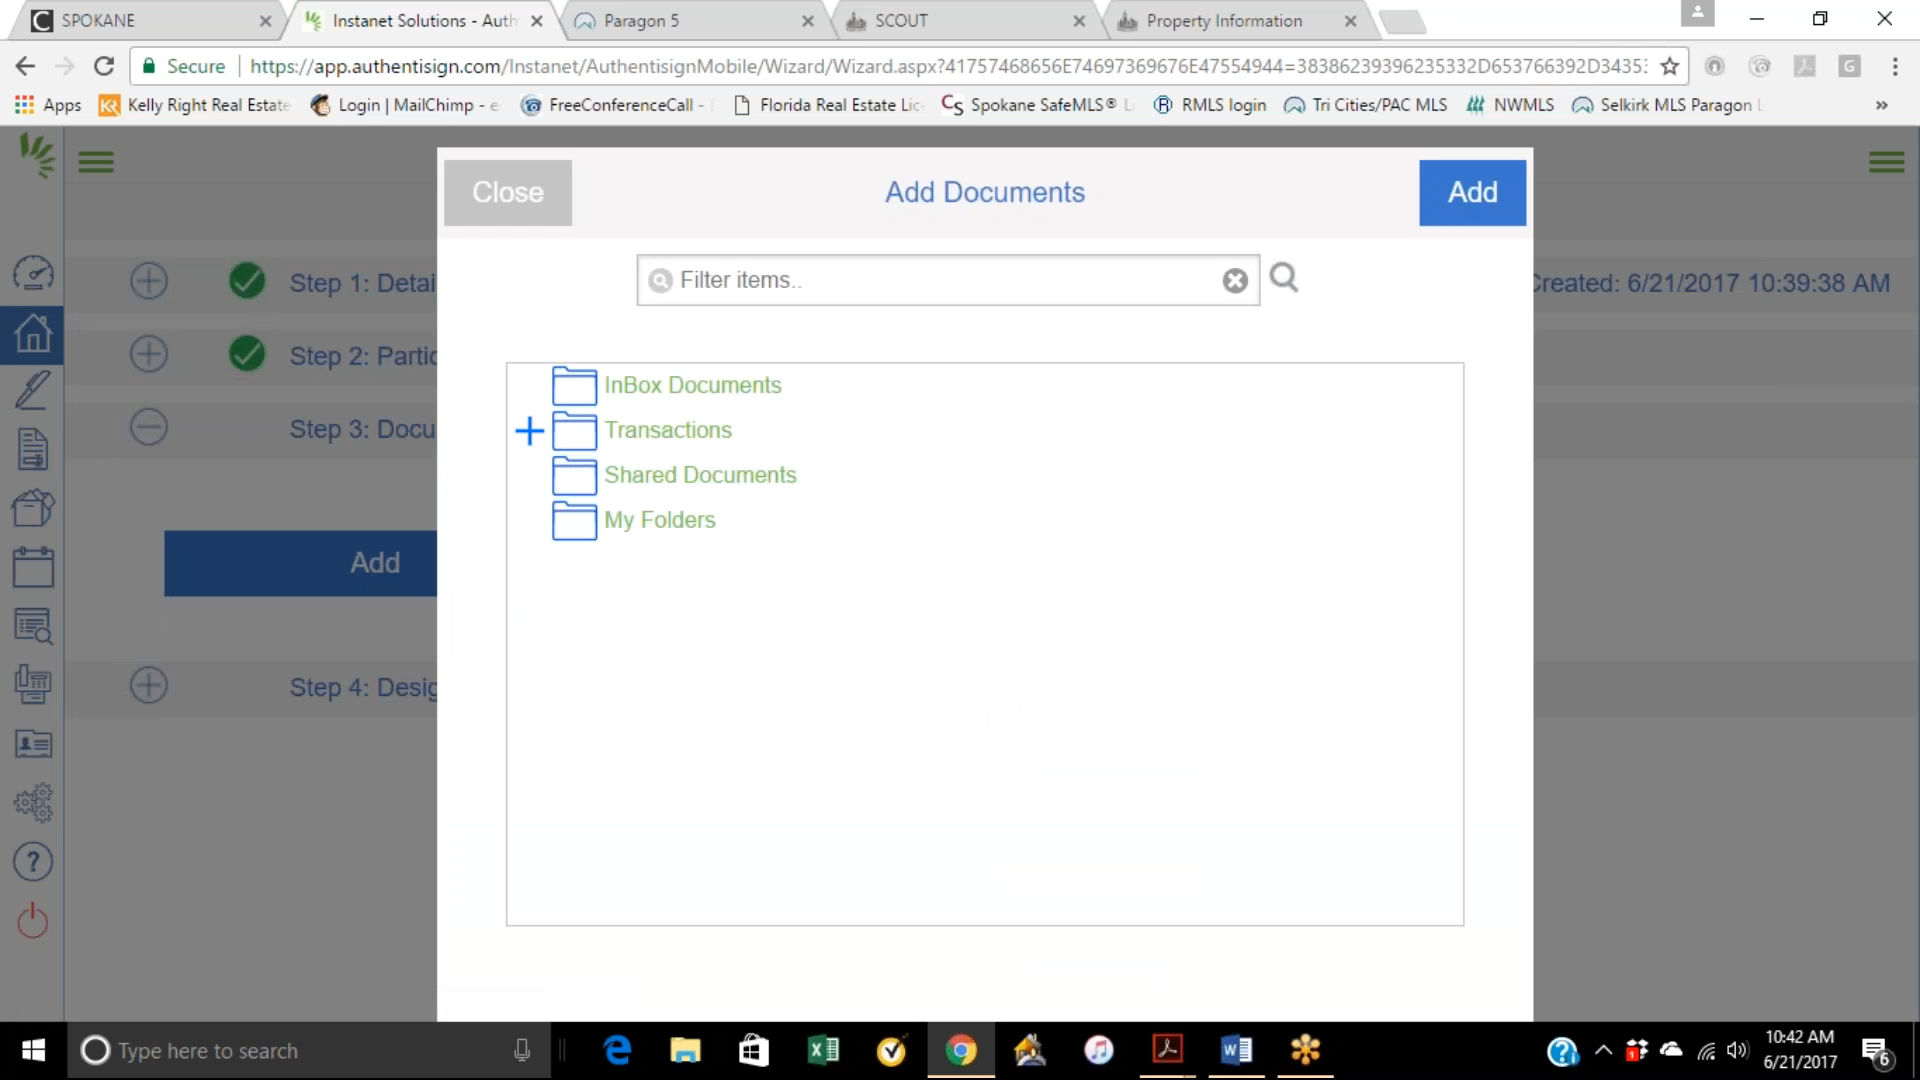 SPOKANE
Instanet Solutions - Auth
Paragon 5
SCOUT
Property Information
Secure
https://app.authentisign.com/Instanet/AuthentisignMobile/Wizard/Wizard.aspx?41757468656E74697369676E47554944=38386239396235332D653766392D3435
Apps
Kelly Right Real Estate
Login | MailChimp - e
FreeConferenceCall -
Florida Real Estate Lic
Spokane SafeMLS® L
RMLS login
Tri Cities/PAC MLS
NWMLS
Selkirk MLS Paragon
»
Close
Add Documents
Add
Filter items..
Step 1: Detai
Created: 6/21/2017 10:39:38 AM
Step 2: Partic
Step 3: Docu
InBox Documents
Transactions
Shared Documents
My Folders
Add
Step 4: Desig
Type here to search
10:42 AM
6/21/2017
6